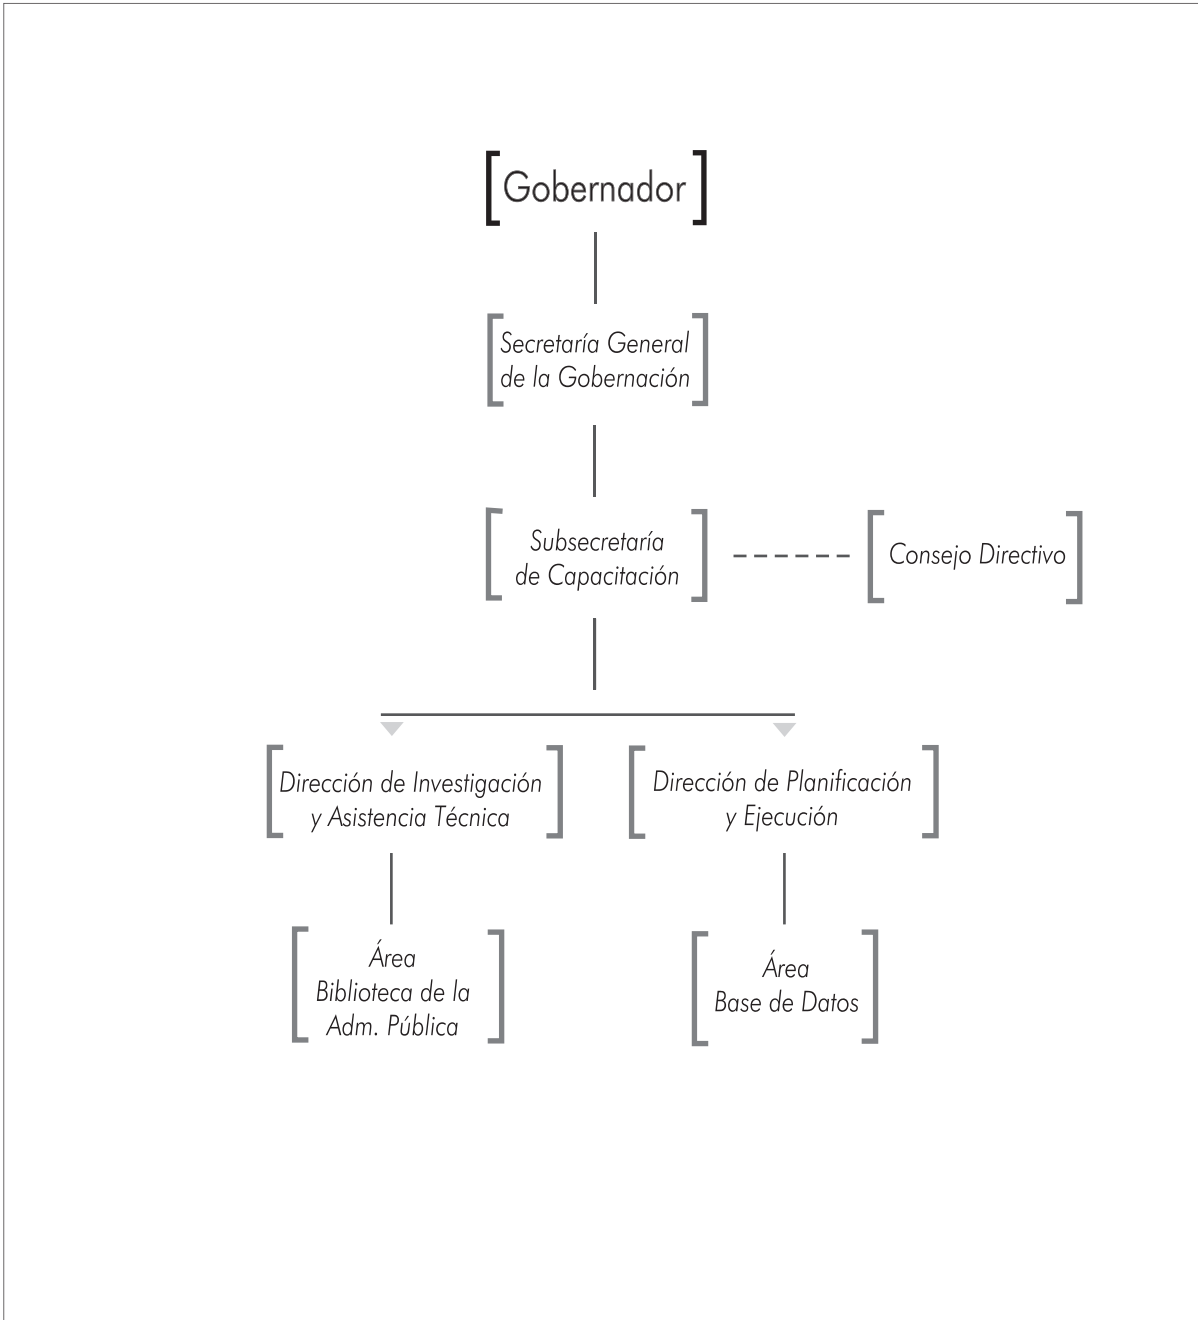 Gobernador
Secretaría General
de la Gobernación
Subsecretaría
de Capacitación
Consejo Directivo
Dirección de Investigación
y Asistencia Técnica
Dirección de Planificación
y Ejecución
Área
Biblioteca de la
Adm. Pública
Área
Base de Datos